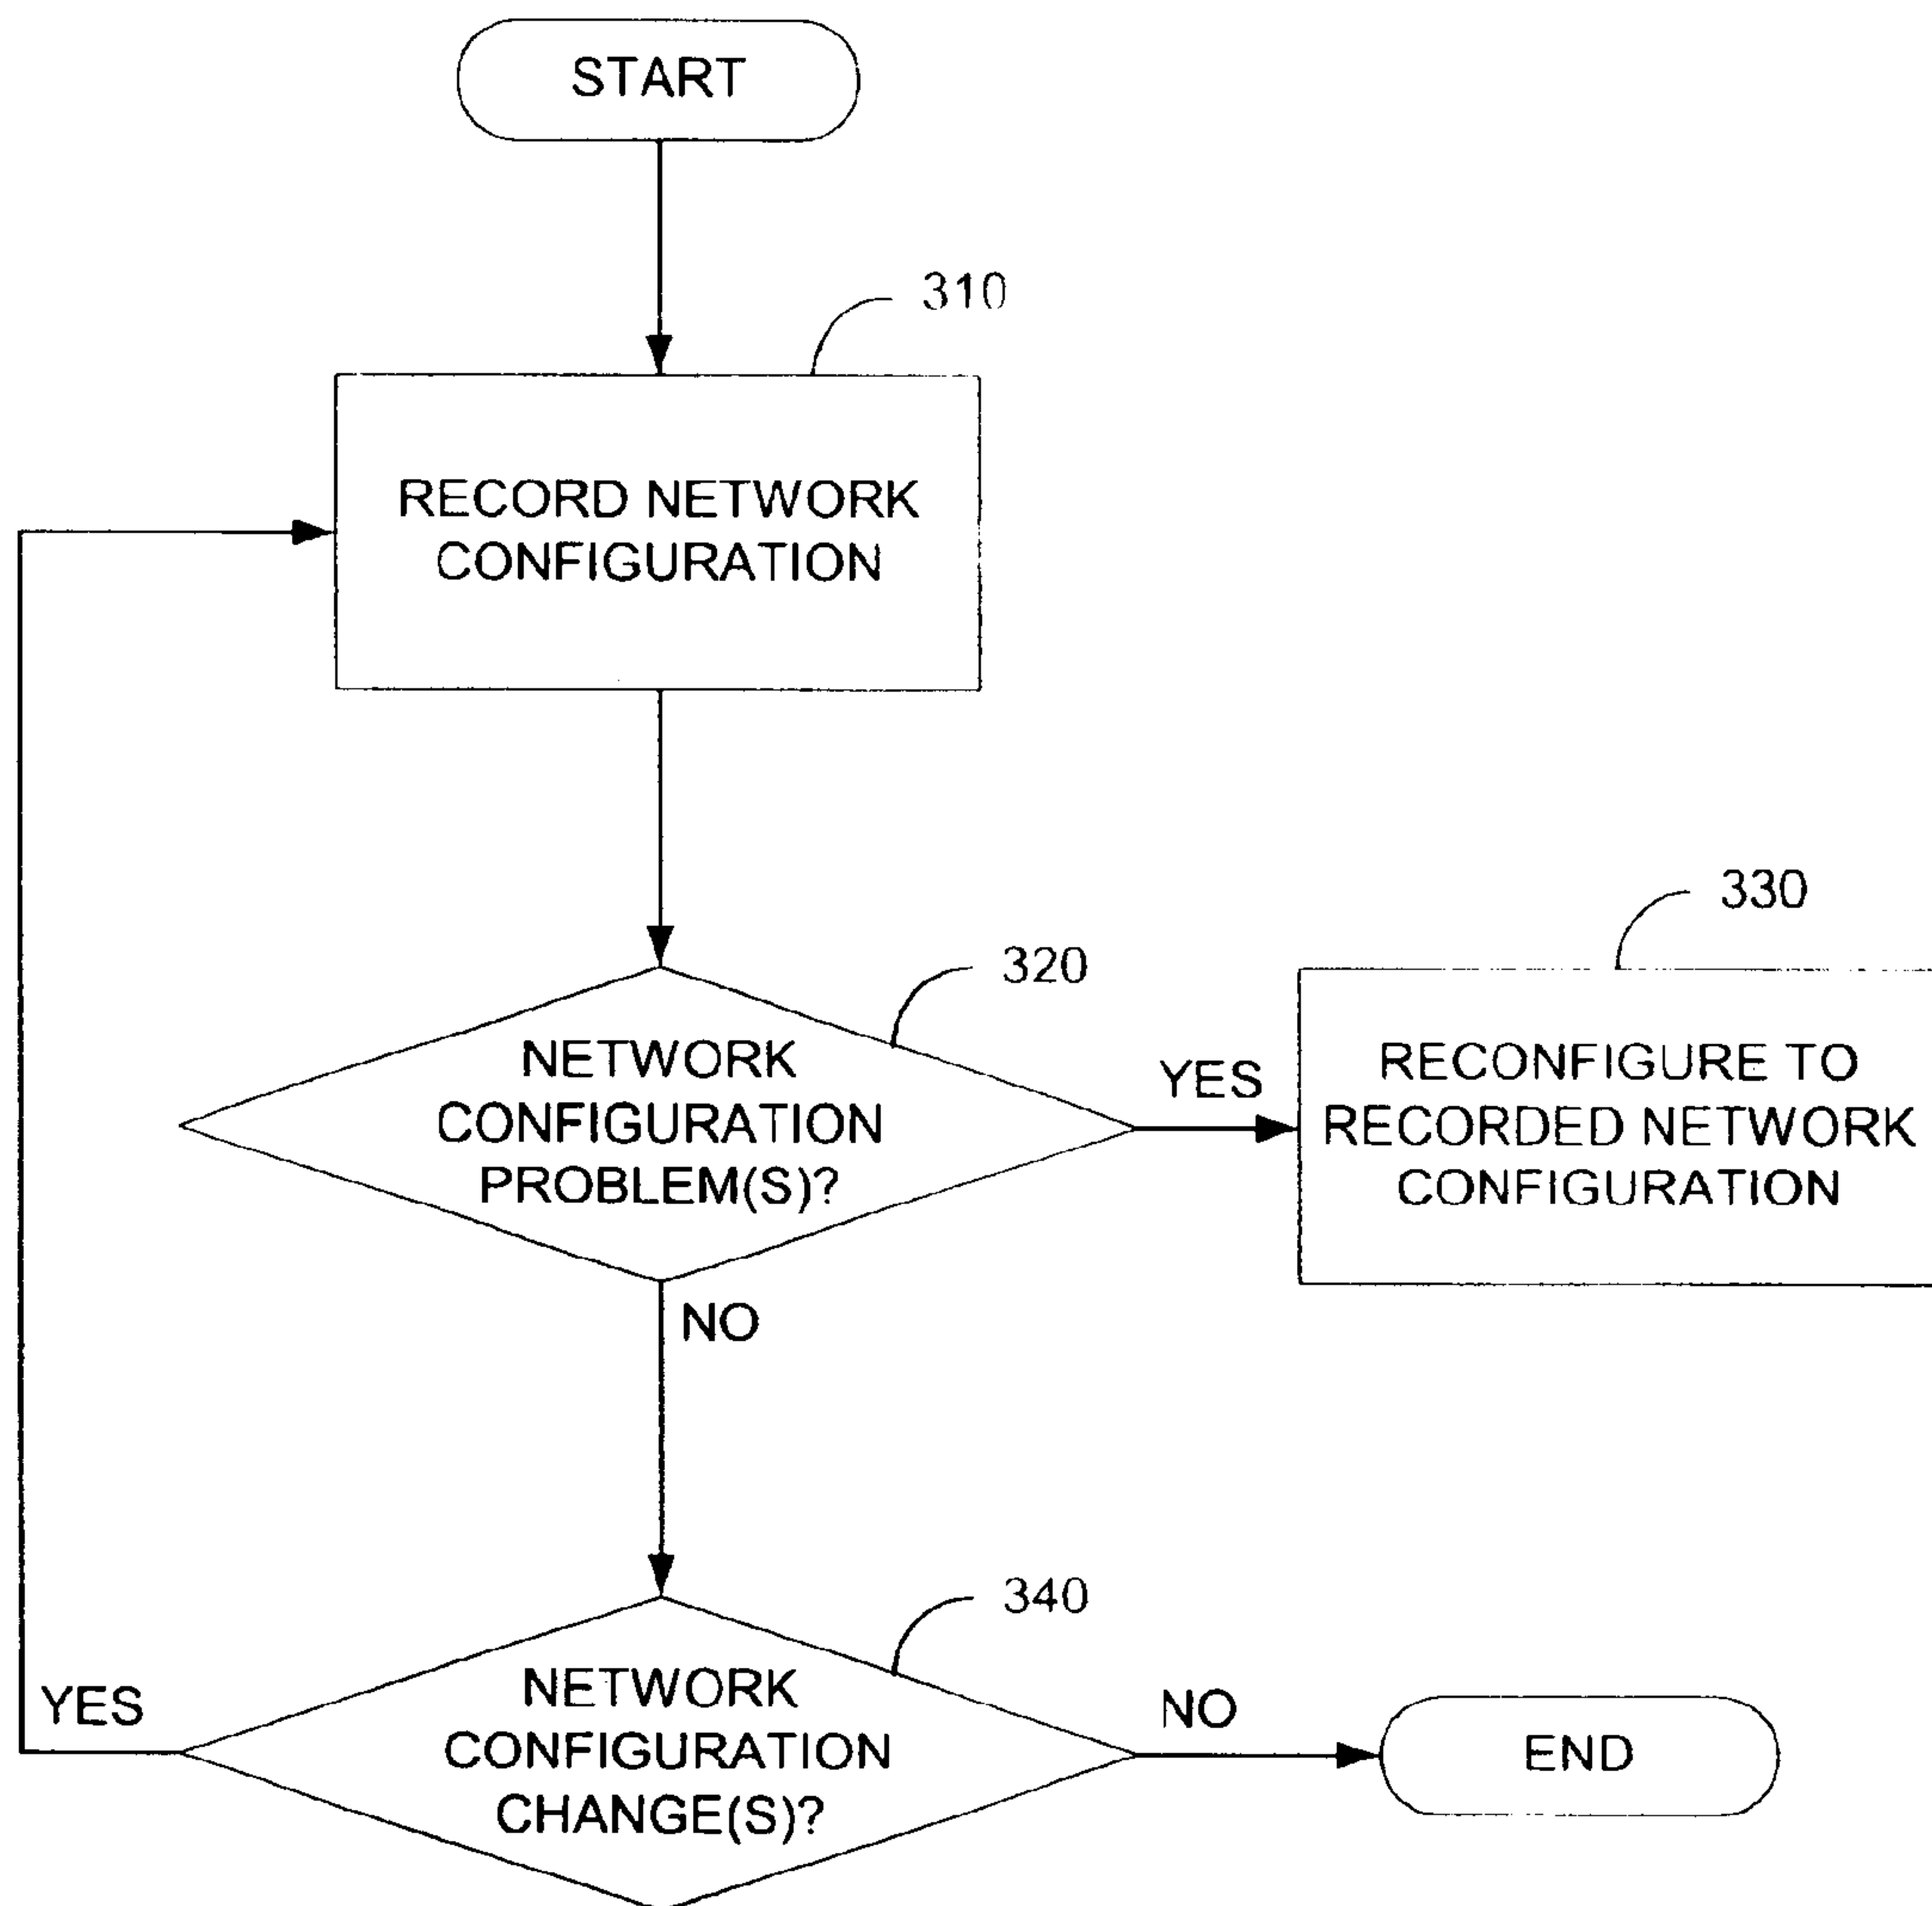 START
310
RECORD NETWORK
CONFIGURATION
320
NETWORK
CONFIGURATION
PROBLEM(S)?
YES
330
RECONFIGURE TO
RECORDED NETWORK
CONFIGURATION
NO
340
NETWORK
CONFIGURATION
CHANGE(S)?
YES
NO
END